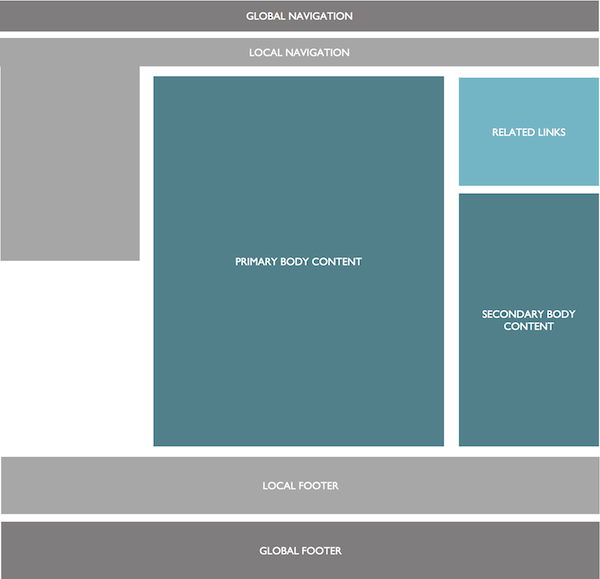 GLOBAL NAVIGATION
LOCAL NAVIGATION
RELATED LINKS
PRIMARY BODY CONTENT
SECONDARY BODY
CONTENT
LOCAL FOOTER
GLOBAL FOOTER